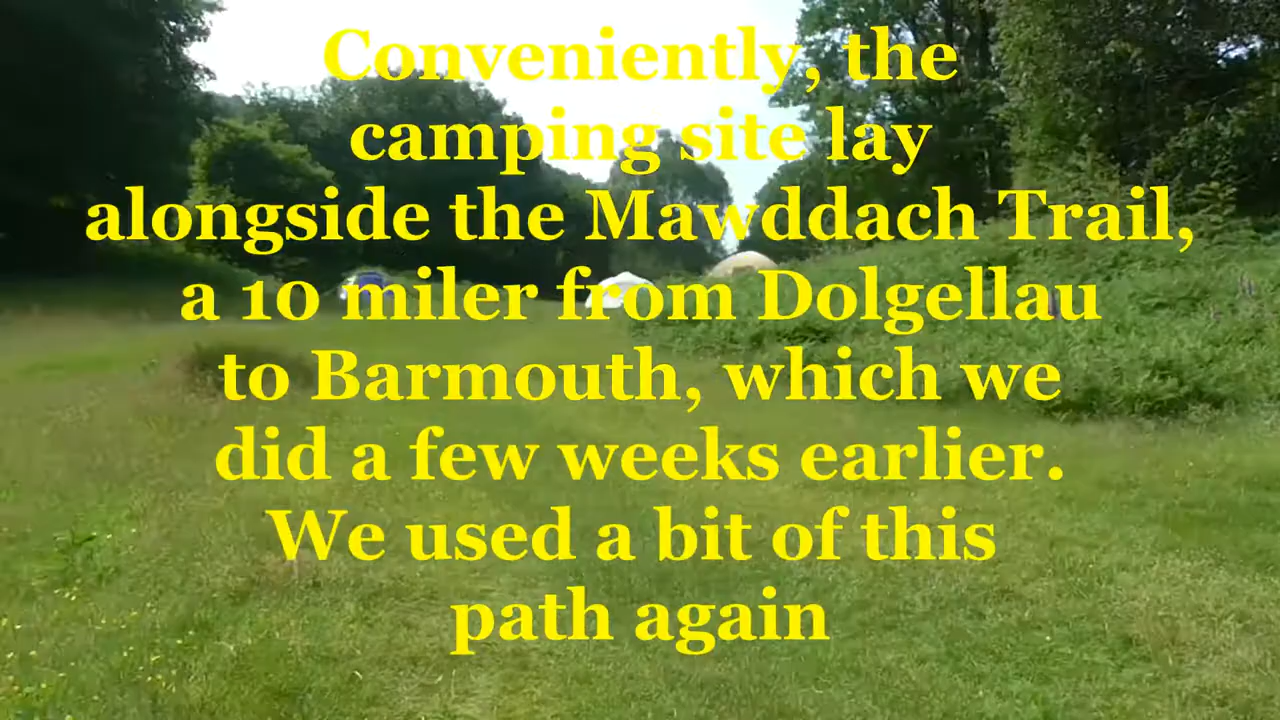 Conveniently, the
camping site lay
alongside the Mawddach Trail,
a 10 miler from Dolgellau
to Barmouth, which we
did a few weeks earlier.
We used a bit of this
path again